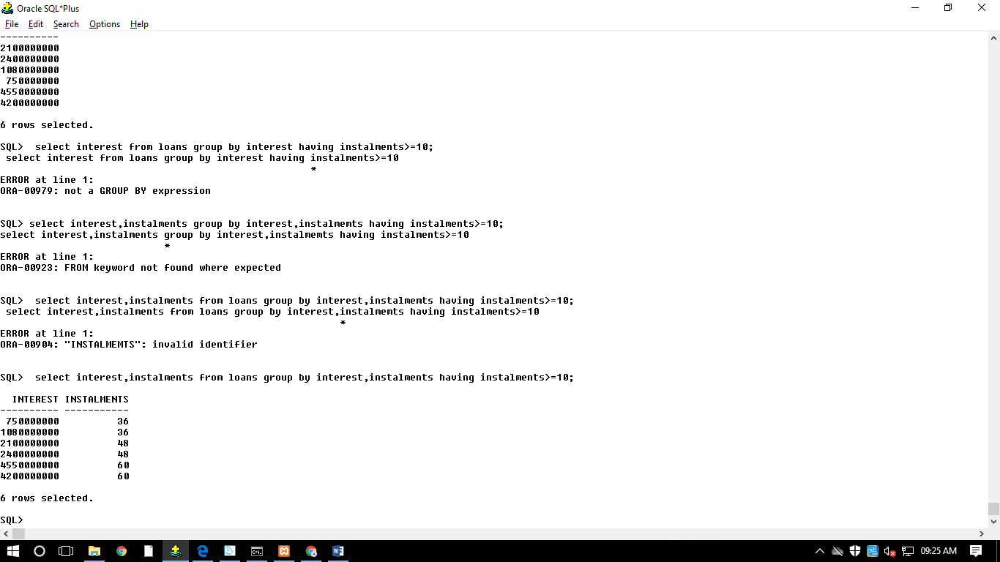 Oracle SQL*Plus
File Edit Search Options Help
----------
2100000000
2400000000
1080000000
750000000
4550000000
4200000000
6 rows selected.
SQL>  select interest from loans group by interest having instalments>=10;
select interest from loans group by interest having instalments>=10
*
ERROR at line 1:
ORA-00979: not a GROUP BY expression
SQL> select interest,instalments group by interest,instalmemts having instalments>=10;
select interest,instalments group by interest,instalmemts having instalments>=10
*
ERROR at line 1:
ORA-00923: FROM keyword not found where expected
SQL>  select interest,instalments from loans group by interest,instalmemts having instalments>=10;
select interest,instalments from loans group by interest,instalmemts having instalments>=10
*
ERROR at line 1:
ORA-00904: "INSTALMEMTS": invalid identifier
SQL>  select interest,instalments from loans group by interest,instalments having instalments>=10;
INTEREST INSTALMENTS
---------- -----------
750000000 36
1080000000 36
2100000000 48
2400000000 48
4550000000 60
4200000000 60
6 rows selected.
SQL>
09:25 AM